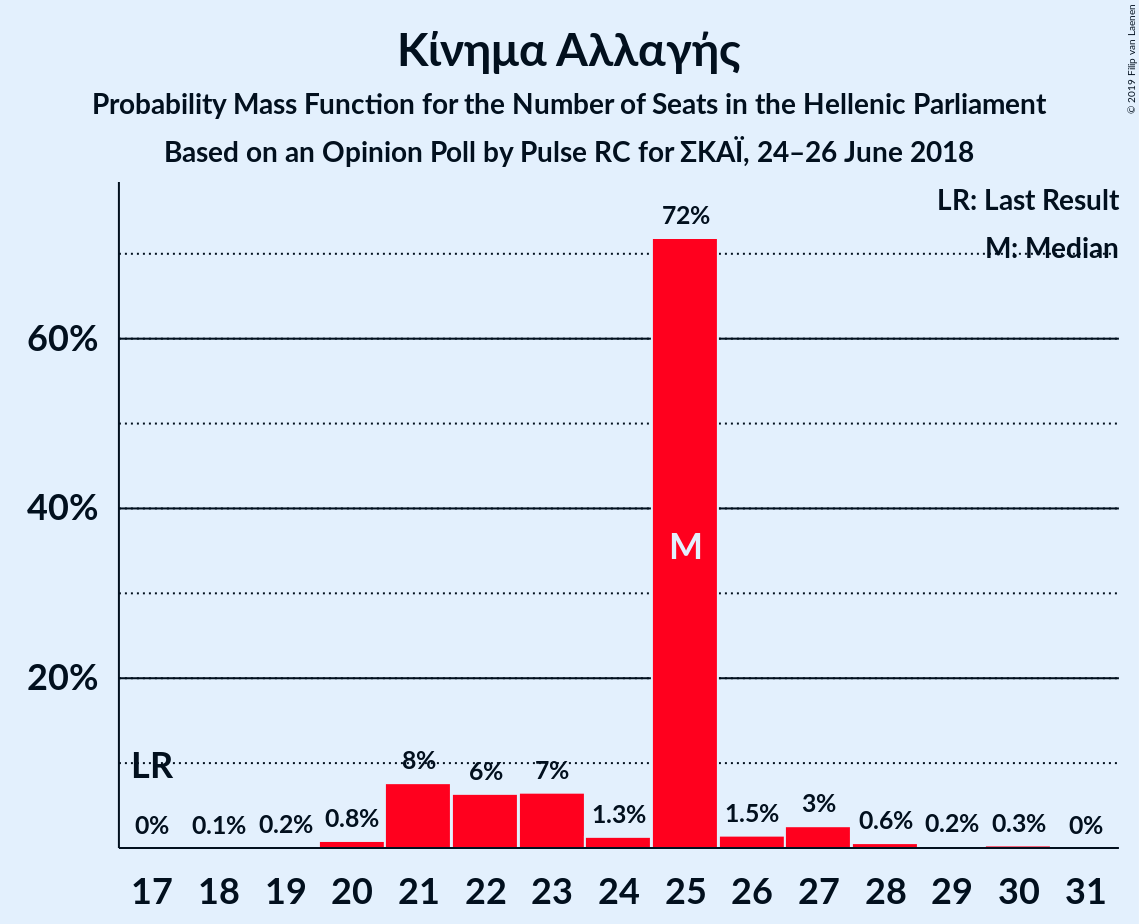 Κίνημα Αλλαγής
Probability Mass Function for the Number of Seats in the Hellenic Parliament
Based on an Opinion Poll by Pulse RC for ΣΚΑΪ, 24–26 June 2018
© 2019 Filip van Laenen
LR: Last Result
M: Median
72%
60%
40%
M
20%
LR
8%
6%
7%
0%
0.1%
0.2%
0.8%
1.3%
1.5%
3%
0.6%
0.2%
0.3%
0%
17 18 19 20 21 22 23 24 25 26 27 28 29 30 31